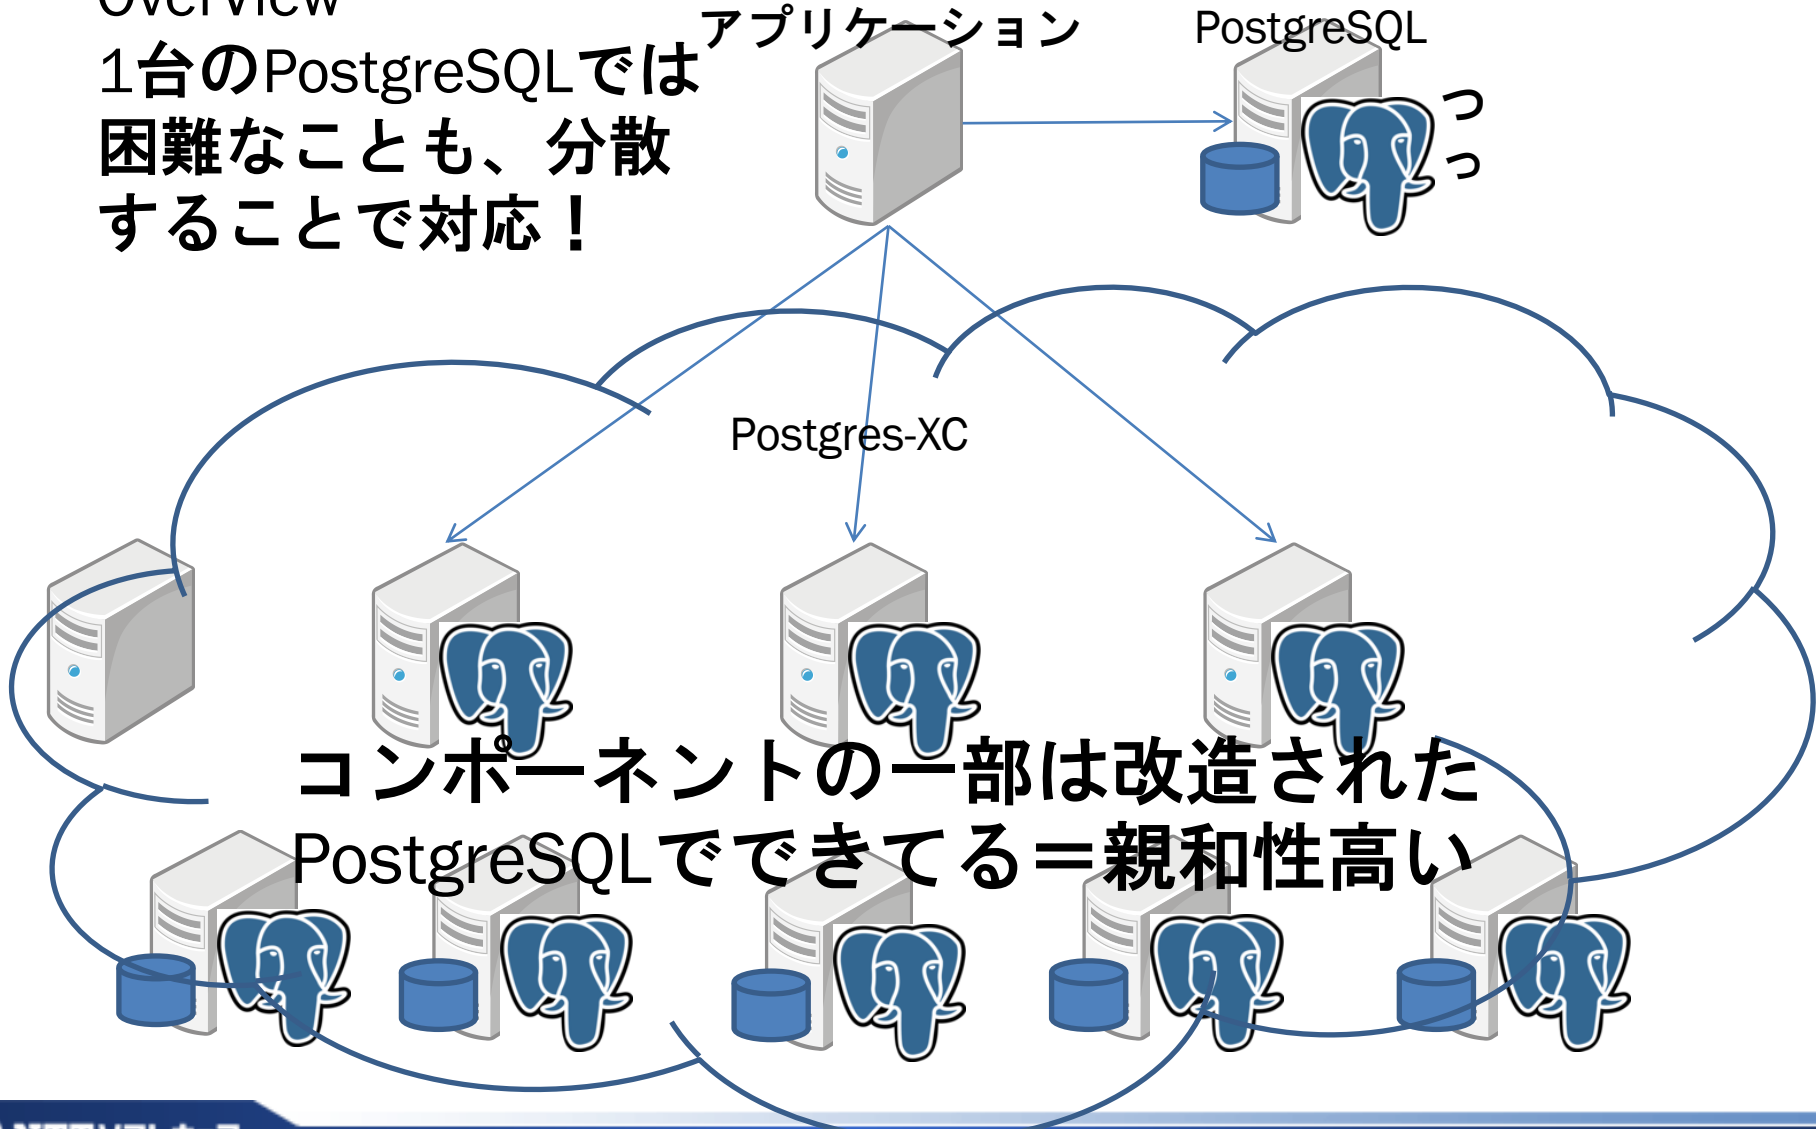 Overview
1台のPostgreSQLでは
困難なことも、分散
することで対応！
アプリケーション
PostgreSQL
っ
っ
Postgres-XC
コンポーネントの一部は改造された
PostgreSQLでできてる＝親和性高い